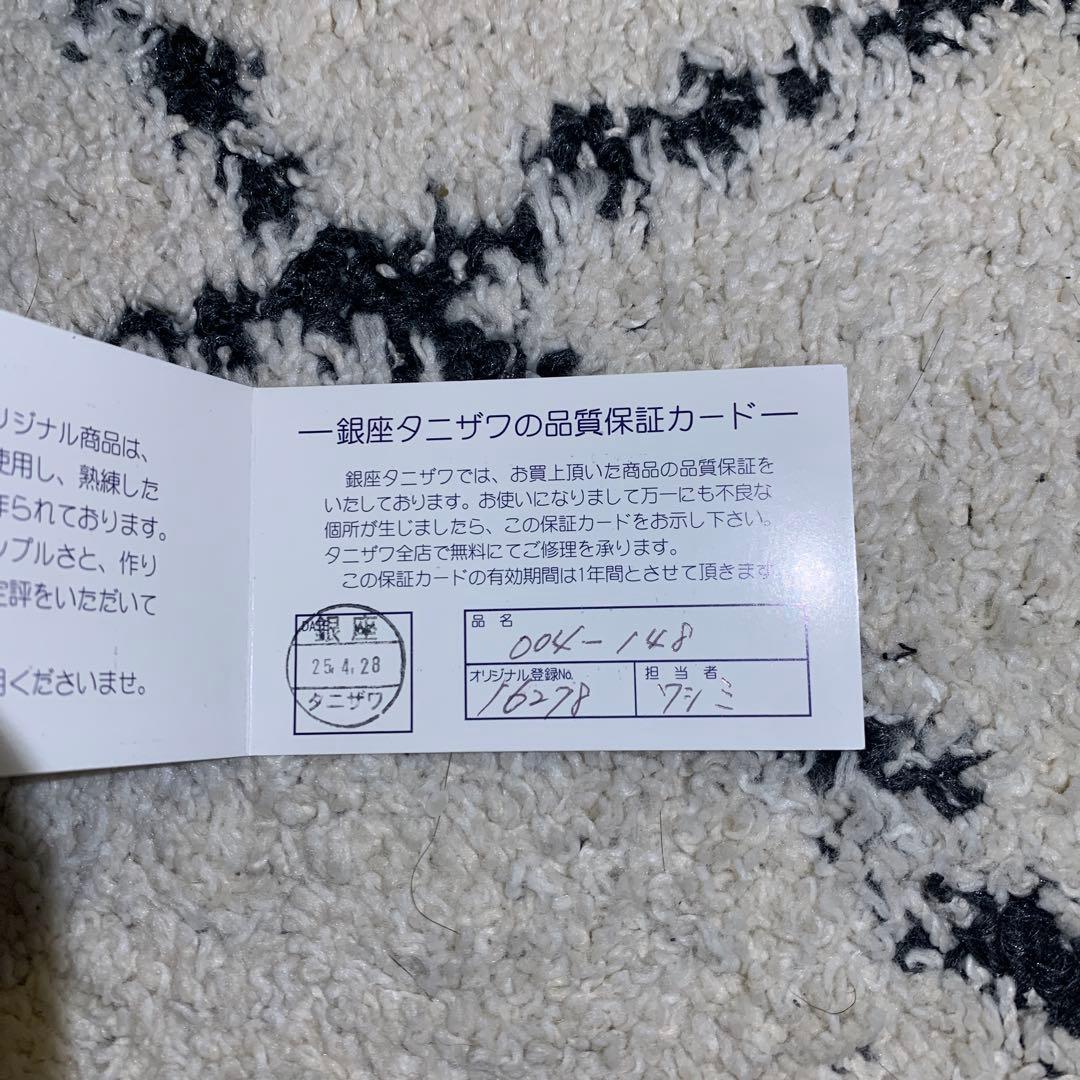 リジナル商品は、
使用し、熟練した
作られております。
ンプルさと、作り
定評をいただいて
くださいませ。
—銀座タニザワの品質保証カード—
銀座タニザワでは、お買上頂いた商品の品質保証を
いたしております。お使いになりまして万一にも不良な
個所が生じましたら、この保証カードをお示し下さい。
タニザワ全店で無料にてご修理を承ります。
この保証カードの有効期間は1年間とさせて頂きます
銀座
25.4.28
タニザワ
品名
004-148
オリジナル登録No.
16278
担当者
ワシミ